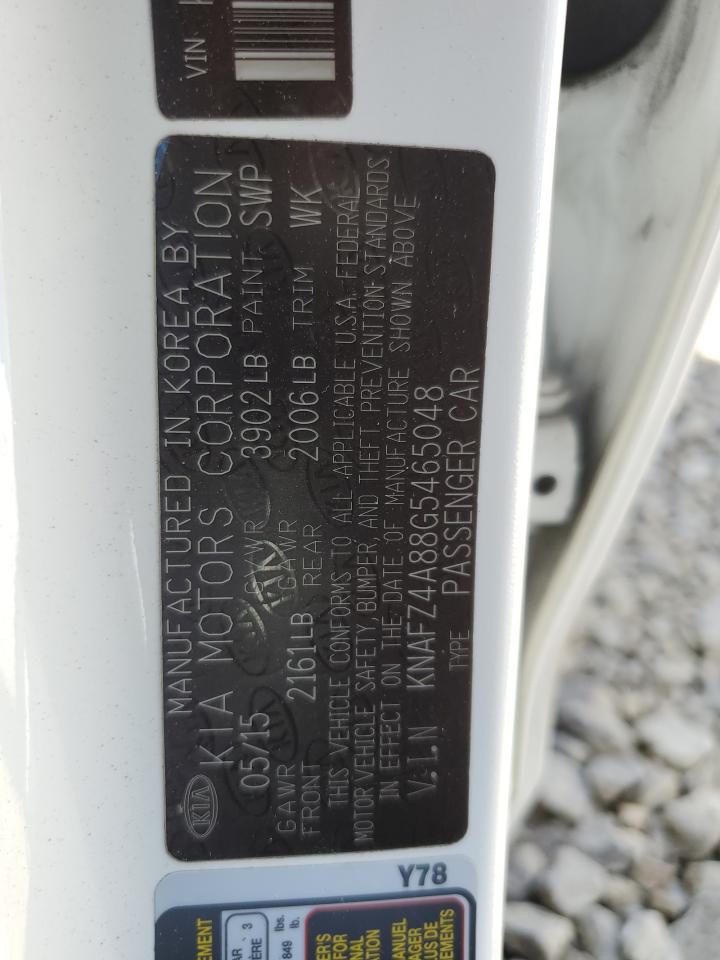 VIN
MANUFACTURED IN KOREA BY
KIA MOTORS CORPORATION
KIA
05/15 GVWR 3902LB PAINT SWP
GAWR FRONT 2161LB GAWR REAR 2006LB TRIM WK
THIS VEHICLE CONFORMS TO ALL APPLICABLE U.S.A. FEDERAL
MOTOR VEHICLE SAFETY, BUMPER, AND THEFT PREVENTION STANDARDS
IN EFFECT ON THE DATE OF MANUFACTURE SHOWN ABOVE
V.I.N KNAFZ4A88G5465048
TYPE PASSENGER CAR
Y78